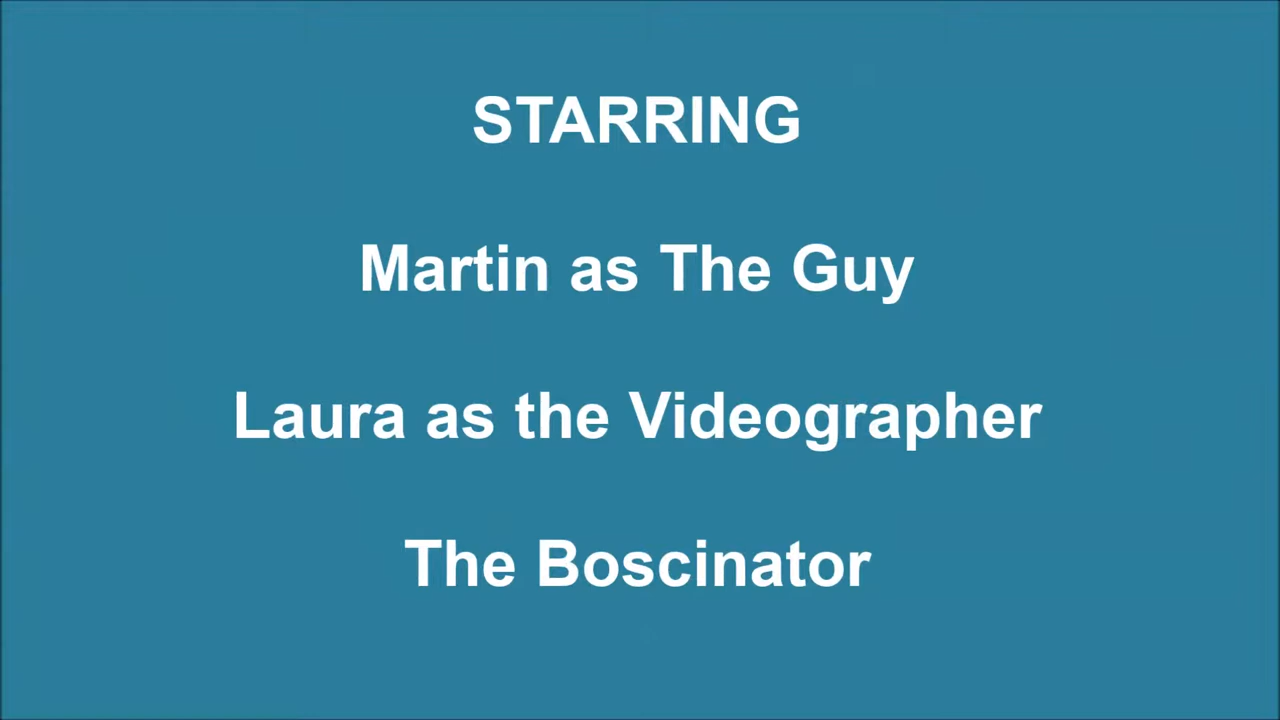 STARRING
Martin as The Guy
Laura as the Videographer
The Boscinator